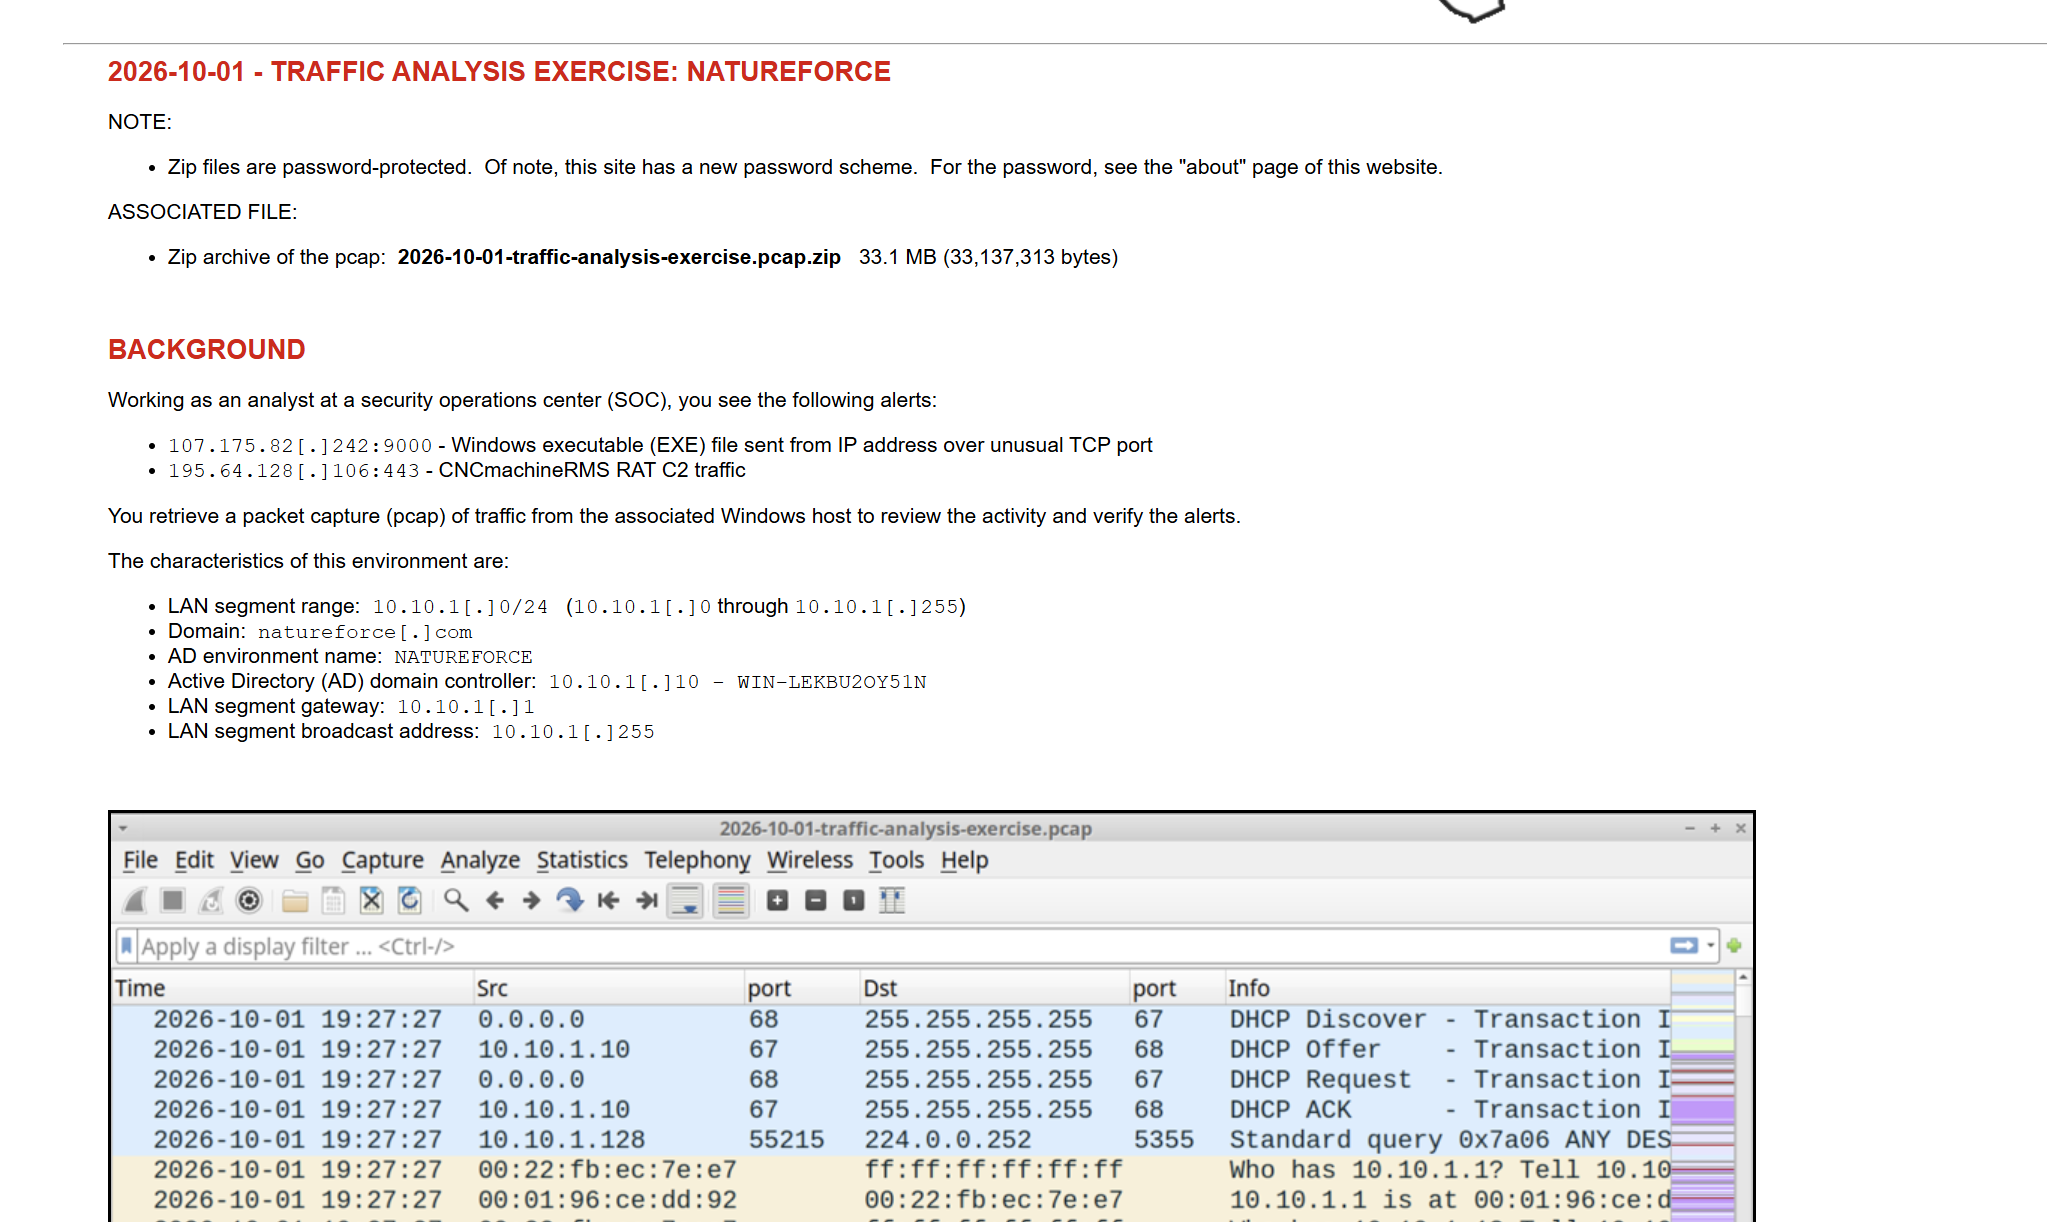 2026-10-01 - TRAFFIC ANALYSIS EXERCISE: NATUREFORCE
NOTE:
• Zip files are password-protected.  Of note, this site has a new password scheme.  For the password, see the "about" page of this website.
ASSOCIATED FILE:
• Zip archive of the pcap:  2026-10-01-traffic-analysis-exercise.pcap.zip   33.1 MB (33,137,313 bytes)
BACKGROUND
Working as an analyst at a security operations center (SOC), you see the following alerts:
• 107.175.82[.]242:9000 - Windows executable (EXE) file sent from IP address over unusual TCP port
• 195.64.128[.]106:443 - CNCmachineRMS RAT C2 traffic
You retrieve a packet capture (pcap) of traffic from the associated Windows host to review the activity and verify the alerts.
The characteristics of this environment are:
• LAN segment range:  10.10.1[.]0/24  (10.10.1[.]0 through 10.10.1[.]255)
• Domain:  natureforce[.]com
• AD environment name:  NATUREFORCE
• Active Directory (AD) domain controller:  10.10.1[.]10 - WIN-LEKBU2OY51N
• LAN segment gateway:  10.10.1[.]1
• LAN segment broadcast address:  10.10.1[.]255
2026-10-01-traffic-analysis-exercise.pcap
File Edit View Go Capture Analyze Statistics Telephony Wireless Tools Help
Apply a display filter ... <Ctrl-/>
Time Src port Dst port Info
2026-10-01 19:27:27 0.0.0.0 68 255.255.255.255 67 DHCP Discover - Transaction I
2026-10-01 19:27:27 10.10.1.10 67 255.255.255.255 68 DHCP Offer - Transaction I
2026-10-01 19:27:27 0.0.0.0 68 255.255.255.255 67 DHCP Request - Transaction I
2026-10-01 19:27:27 10.10.1.10 67 255.255.255.255 68 DHCP ACK - Transaction I
2026-10-01 19:27:27 10.10.1.128 55215 224.0.0.252 5355 Standard query 0x7a06 ANY DES
2026-10-01 19:27:27 00:22:fb:ec:7e:e7 ff:ff:ff:ff:ff:ff Who has 10.10.1.1? Tell 10.10
2026-10-01 19:27:27 00:01:96:ce:dd:92 00:22:fb:ec:7e:e7 10.10.1.1 is at 00:01:96:ce:d